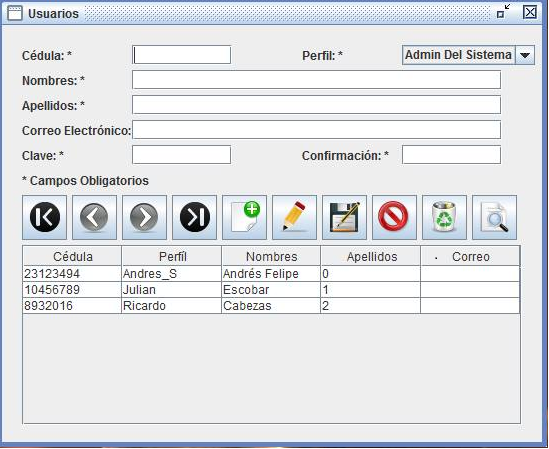 Usuarios
Cédula: * Perfil: * Admin Del Sistema
Nombres: *
Apellidos: *
Correo Electrónico:
Clave: * Confirmación: *
* Campos Obligatorios
Cédula Perfíl Nombres Apellidos . Correo
23123494 Andres_S Andrés Felipe 0
10456789 Julian Escobar 1
8932016 Ricardo Cabezas 2